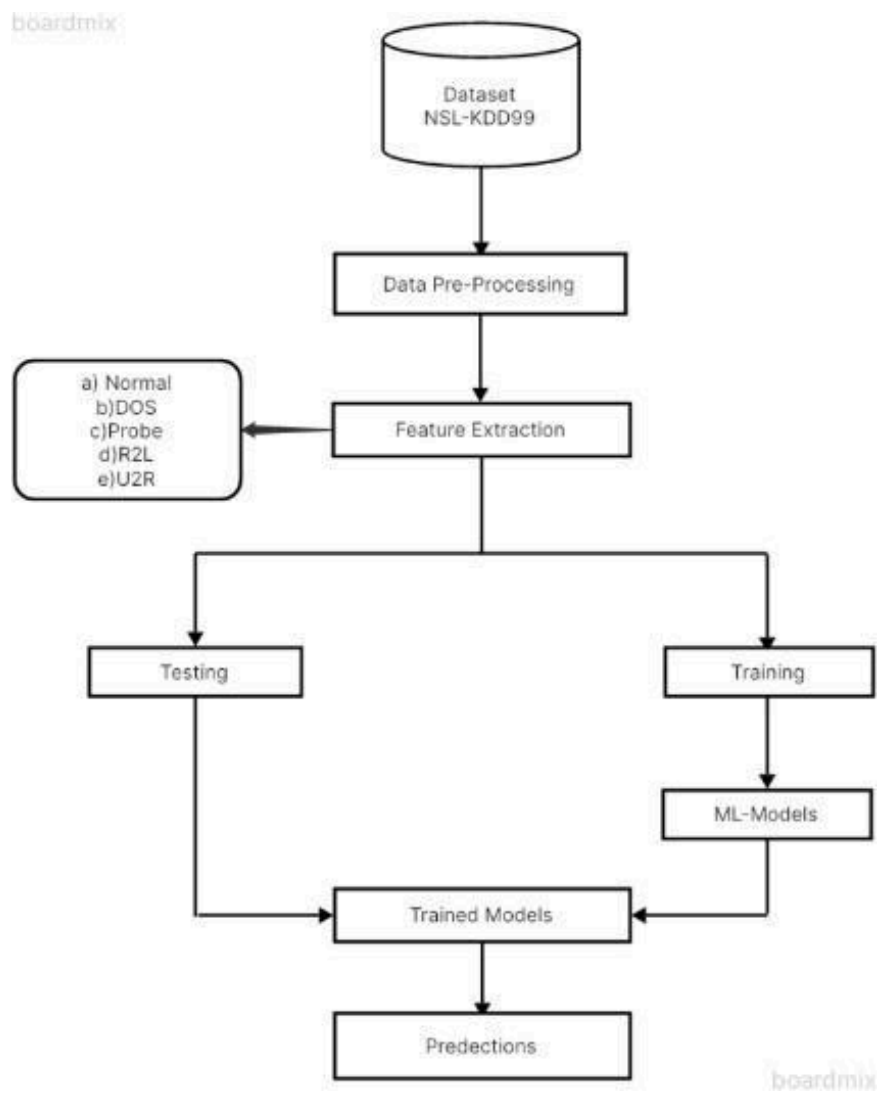 boardmix
Dataset
NSL-KDD99
Data Pre-Processing
a) Normal
b)DOS
c)Probe
d)R2L
e)U2R
Feature Extraction
Testing
Training
ML-Models
Trained Models
Predections
boardmix